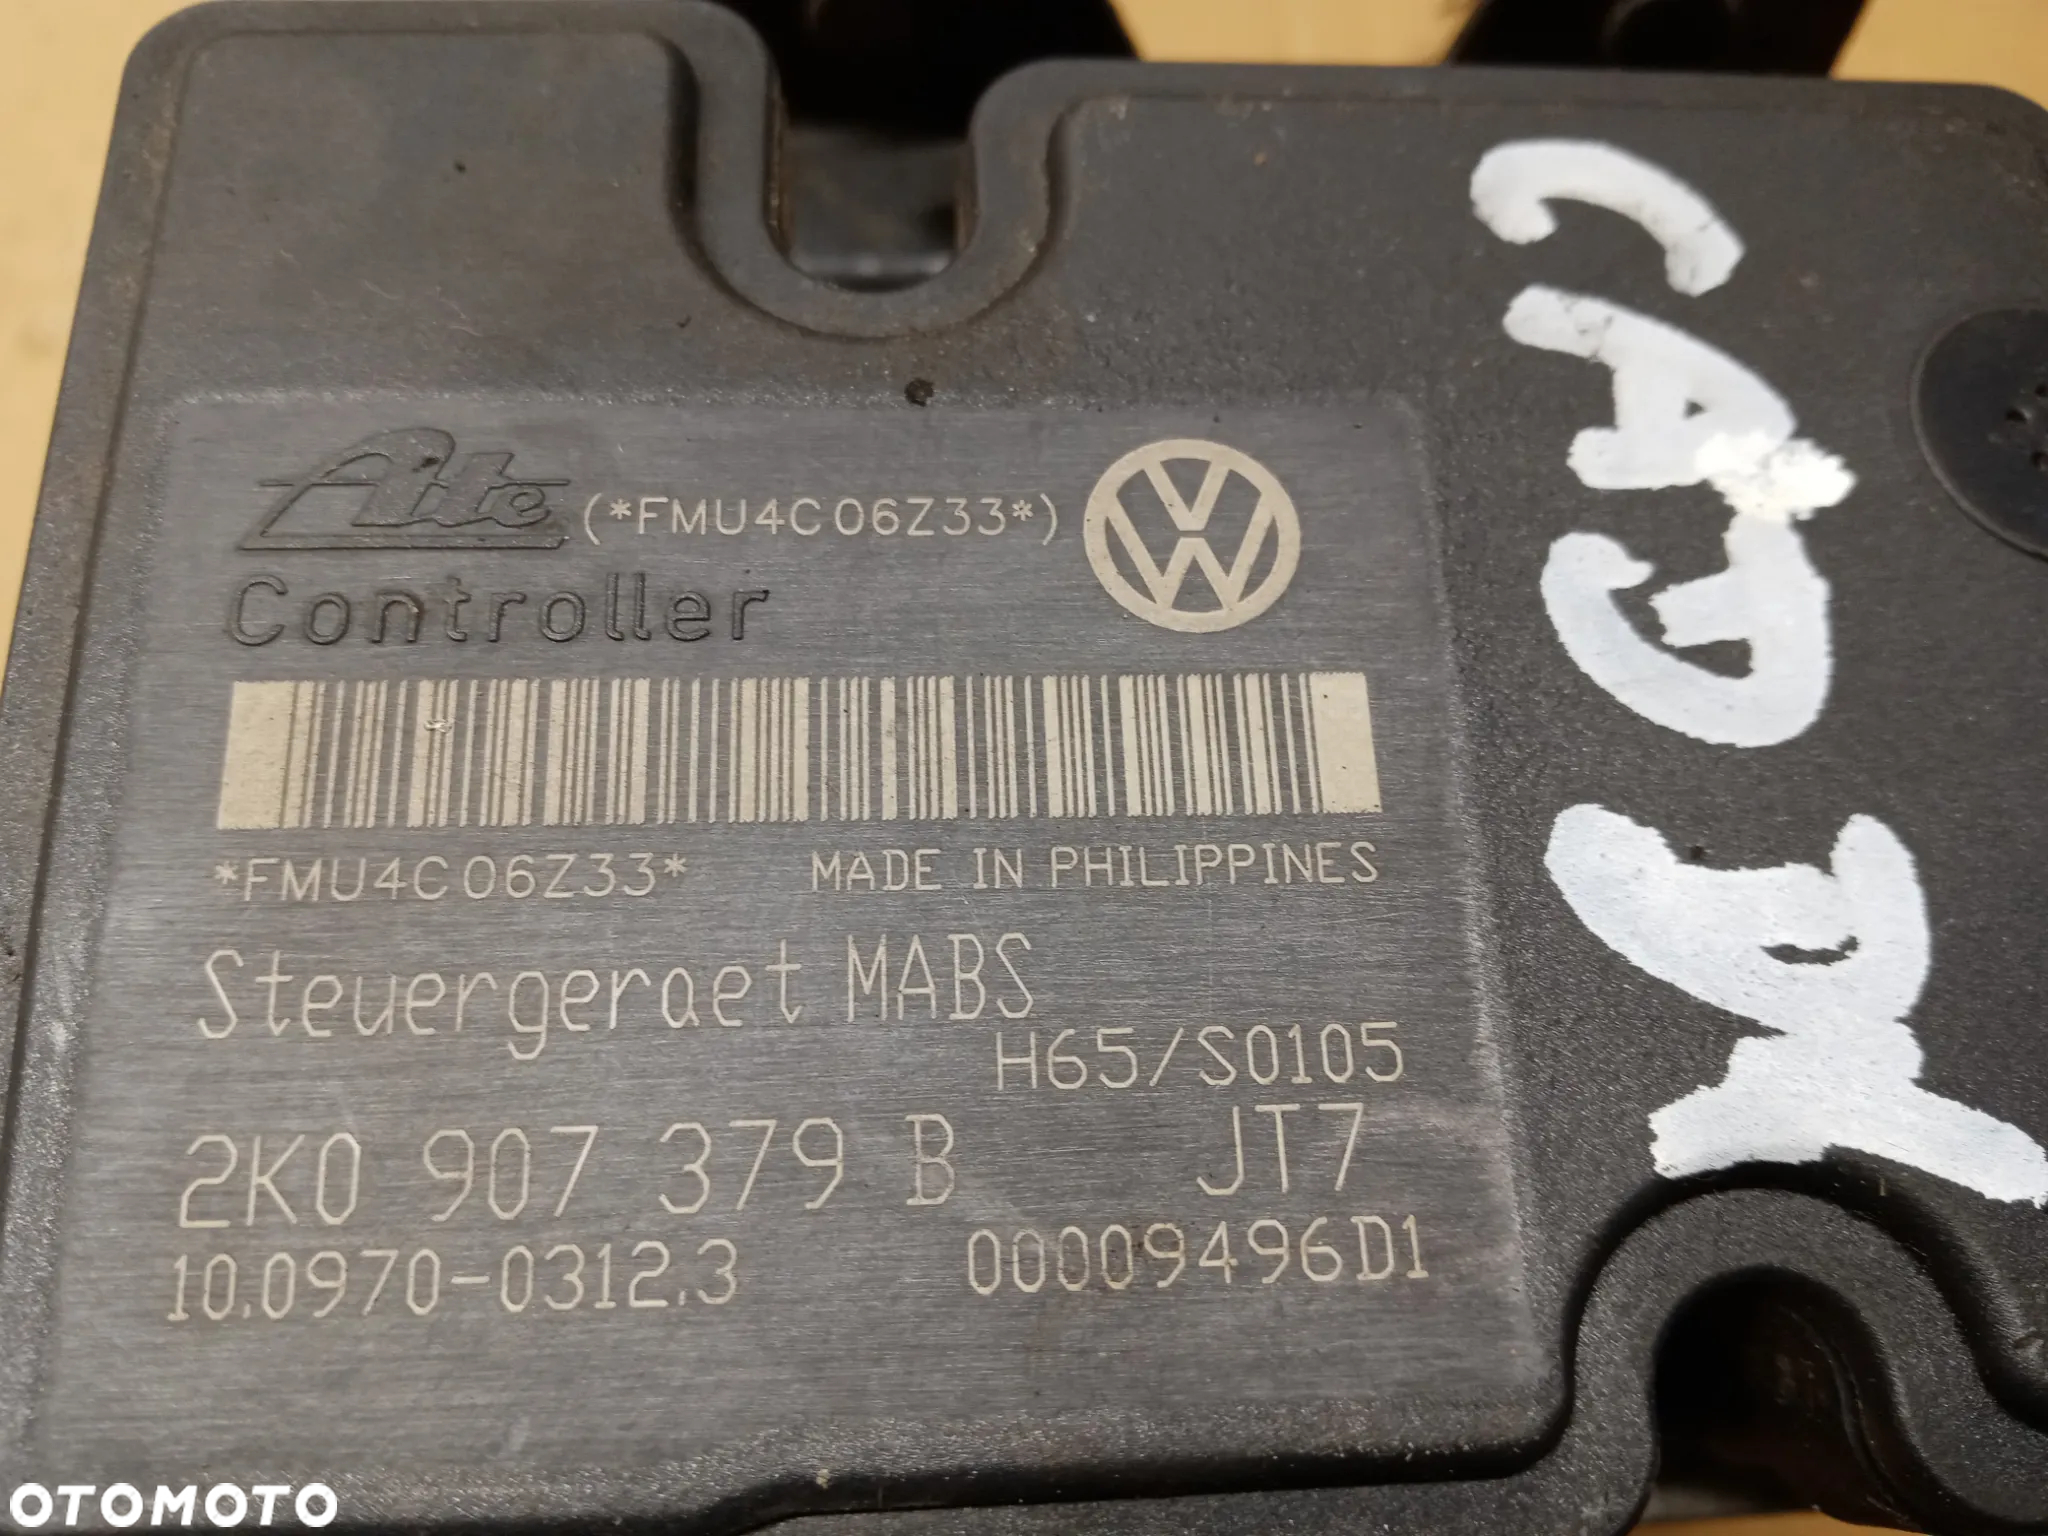 Ate (*FMU4C06Z33*)
Controller
*FMU4C06Z33* MADE IN PHILIPPINES
Steuergeraet MABS
H65/S0105
2K0 907 379 B JT7
10.0970-0312.3 00009496D1
OTOMOTO